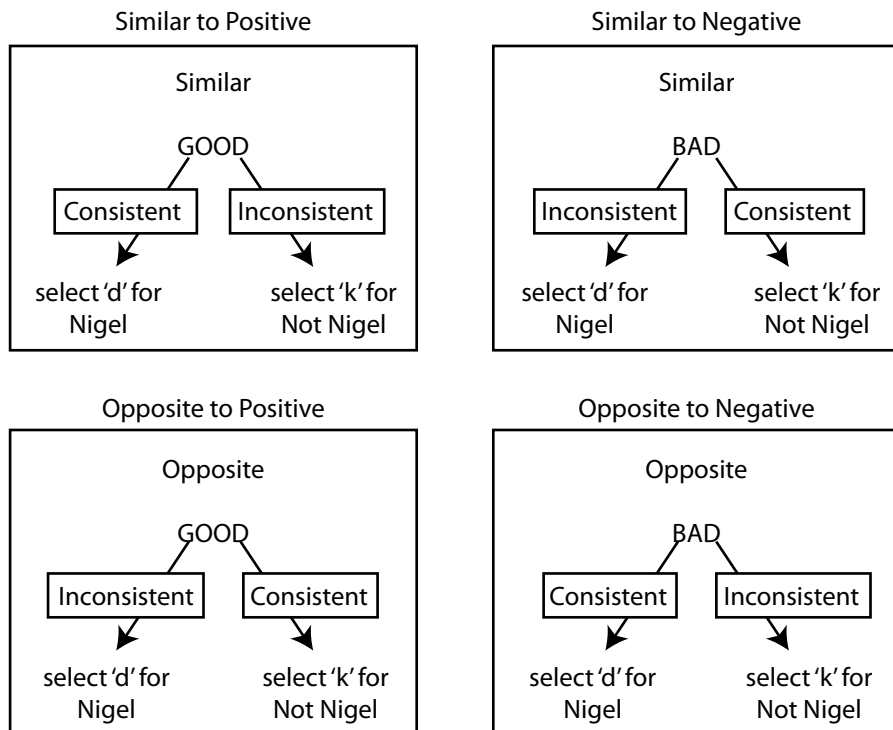 Similar to Positive
Similar
GOOD
Consistent
Inconsistent
select ‘d’ for
Nigel
select ‘k’ for
Not Nigel
Similar to Negative
Similar
BAD
Inconsistent
Consistent
select ‘d’ for
Nigel
select ‘k’ for
Not Nigel
Opposite to Positive
Opposite
GOOD
Inconsistent
Consistent
select ‘d’ for
Nigel
select ‘k’ for
Not Nigel
Opposite to Negative
Opposite
BAD
Consistent
Inconsistent
select ‘d’ for
Nigel
select ‘k’ for
Not Nigel